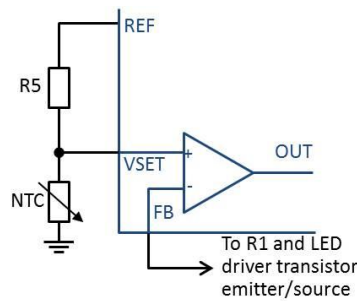 REF
R5
VSET
+
OUT
NTC
-
FB
To R1 and LED
driver transistor
emitter/source